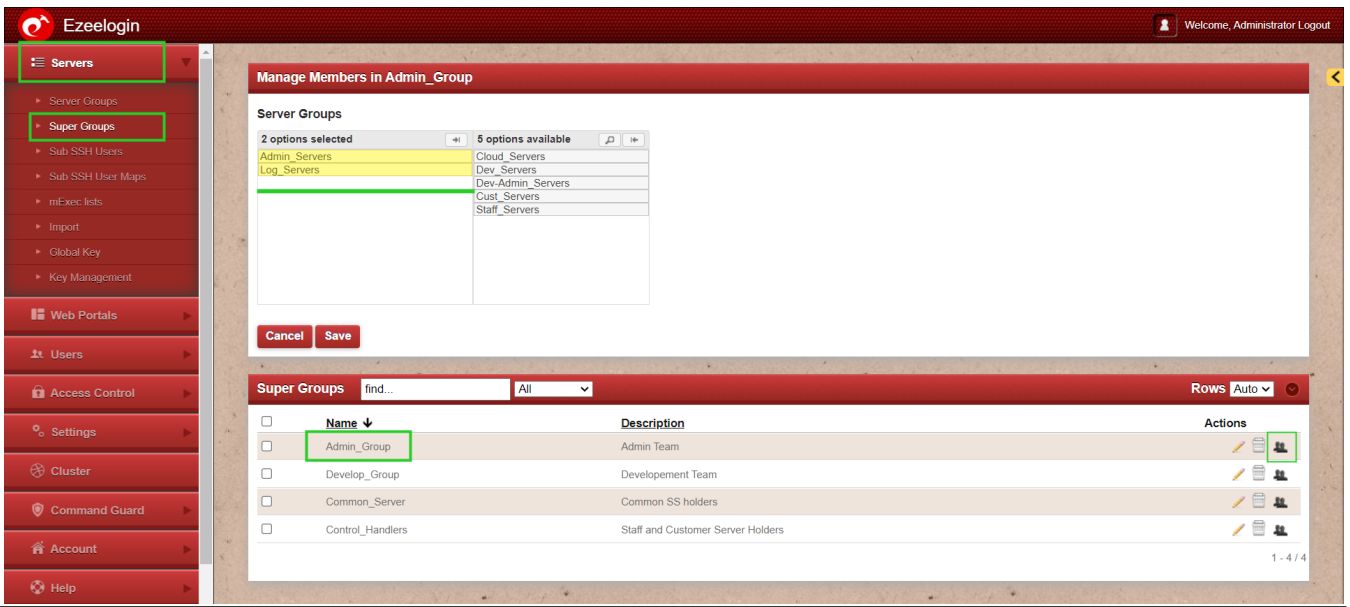 Ezeelogin
Welcome, Administrator Logout
Servers
Server Groups
Super Groups
Sub SSH Users
Sub SSH User Maps
mExec lists
Import
Global Key
Key Management
Web Portals
Users
Access Control
Settings
Cluster
Command Guard
Account
Help
Manage Members in Admin_Group
Server Groups
2 options selected
5 options available
Admin_Servers
Log_Servers
Cloud_Servers
Dev_Servers
Dev-Admin_Servers
Cust_Servers
Staff_Servers
Cancel Save
Super Groups find... All Rows Auto
Name Description Actions
Admin_Group Admin Team
Develop_Group Developement Team
Common_Server Common SS holders
Control_Handlers Staff and Customer Server Holders
1 - 4 / 4